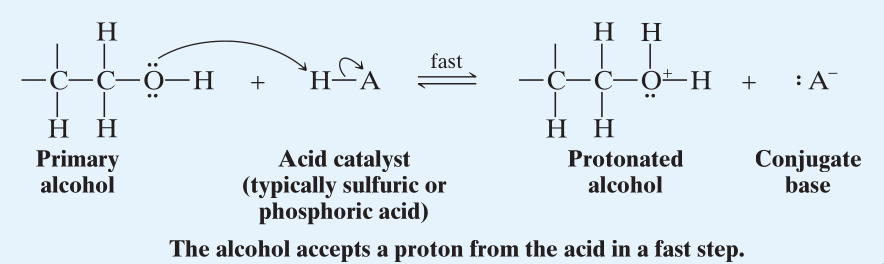 H H H
—C—C—Ö—H + H—A fast —C—C—O⁺—H + :A⁻
H H H H
Primary alcohol
Acid catalyst
(typically sulfuric or
phosphoric acid)
Protonated
alcohol
Conjugate
base
The alcohol accepts a proton from the acid in a fast step.